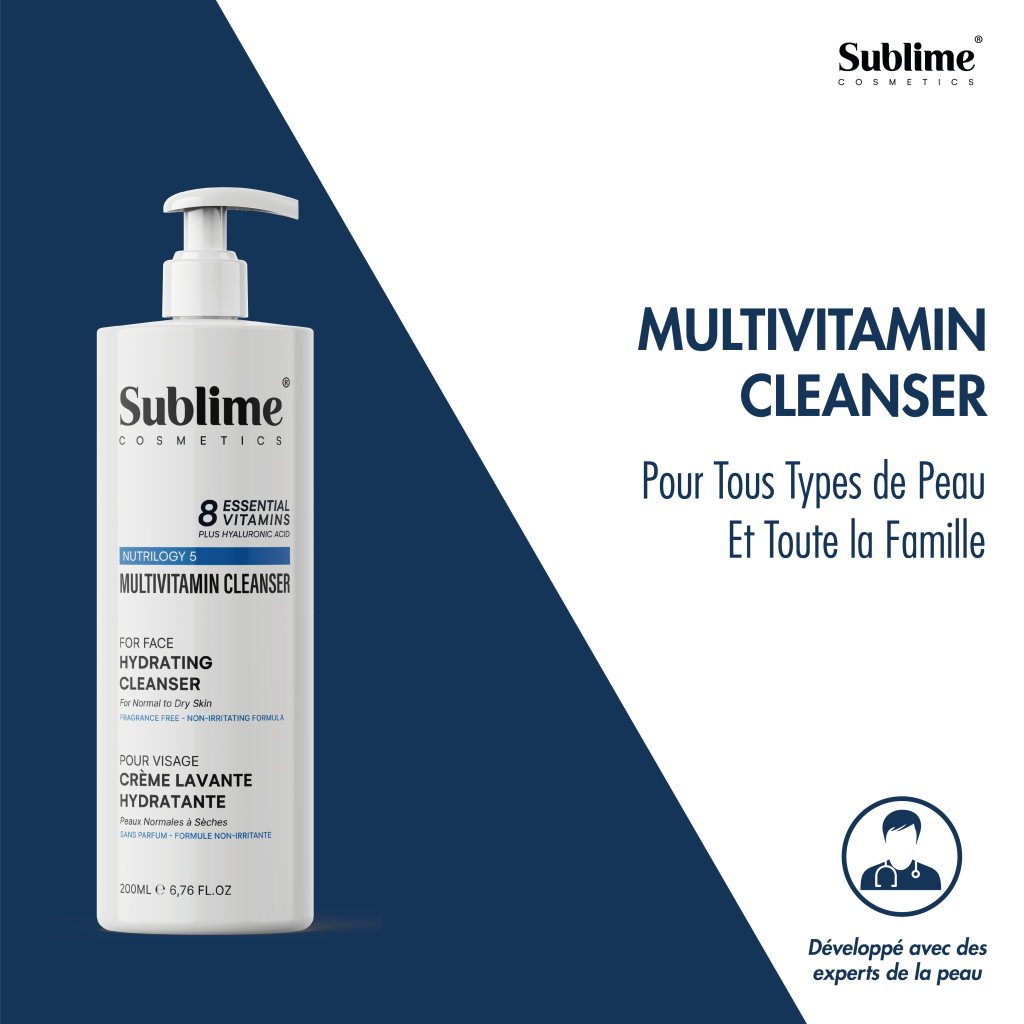 Sublime®
COSMETICS
MULTIVITAMIN
CLEANSER
Pour Tous Types de Peau
Et Toute la Famille
Sublime®
COSMETICS
8 ESSENTIAL
VITAMINS
PLUS HYALURONIC ACID
NUTRILOGY 5
MULTIVITAMIN CLEANSER
FOR FACE
HYDRATING
CLEANSER
For Normal to Dry Skin
FRAGRANCE FREE - NON-IRRITATING FORMULA
POUR VISAGE
CRÈME LAVANTE
HYDRATANTE
Peaux Normales à Sèches
SANS PARFUM - FORMULE NON-IRRITANTE
200ML ℮ 6,76 FL.OZ
Développé avec des
experts de la peau